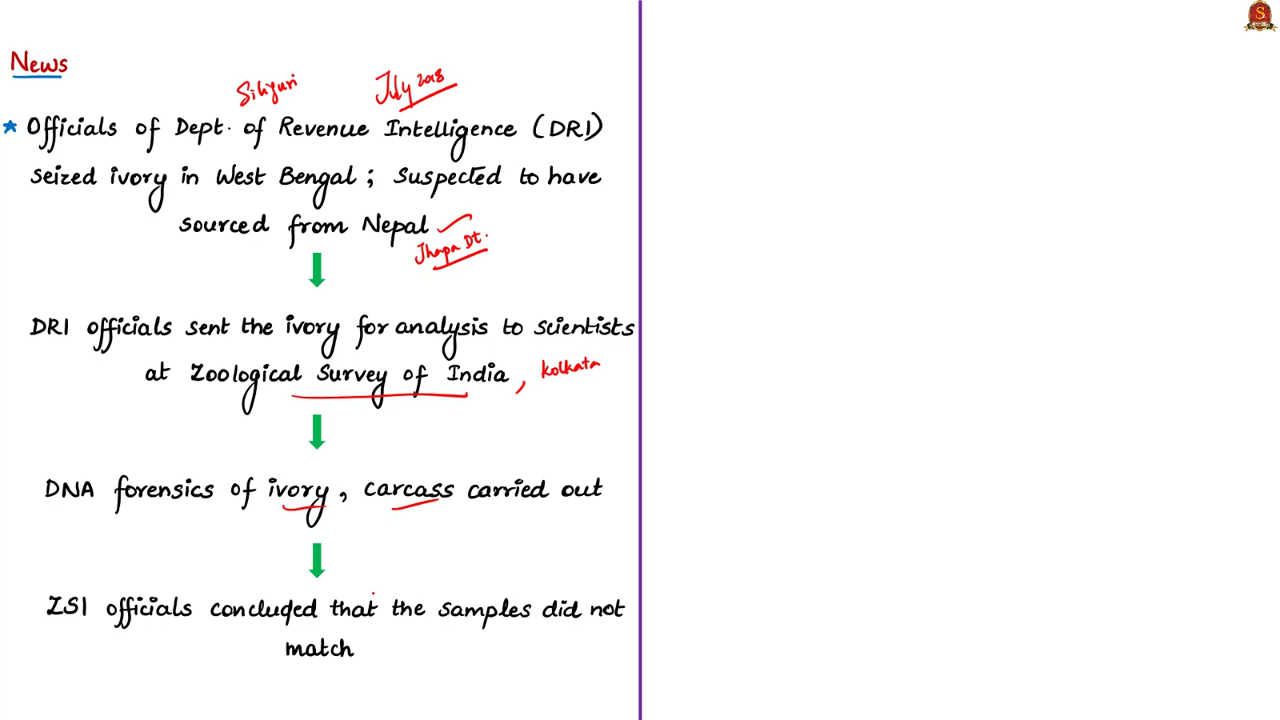 News
Siliguri July 2018
* Officials of Dept. of Revenue Intelligence (DRI)
seized ivory in West Bengal; suspected to have
sourced from Nepal
Jhapa Dt.
DRI officials sent the ivory for analysis to scientists
at Zoological Survey of India, Kolkata
DNA forensics of ivory, carcass carried out
ZSI officials concluded that the samples did not
match